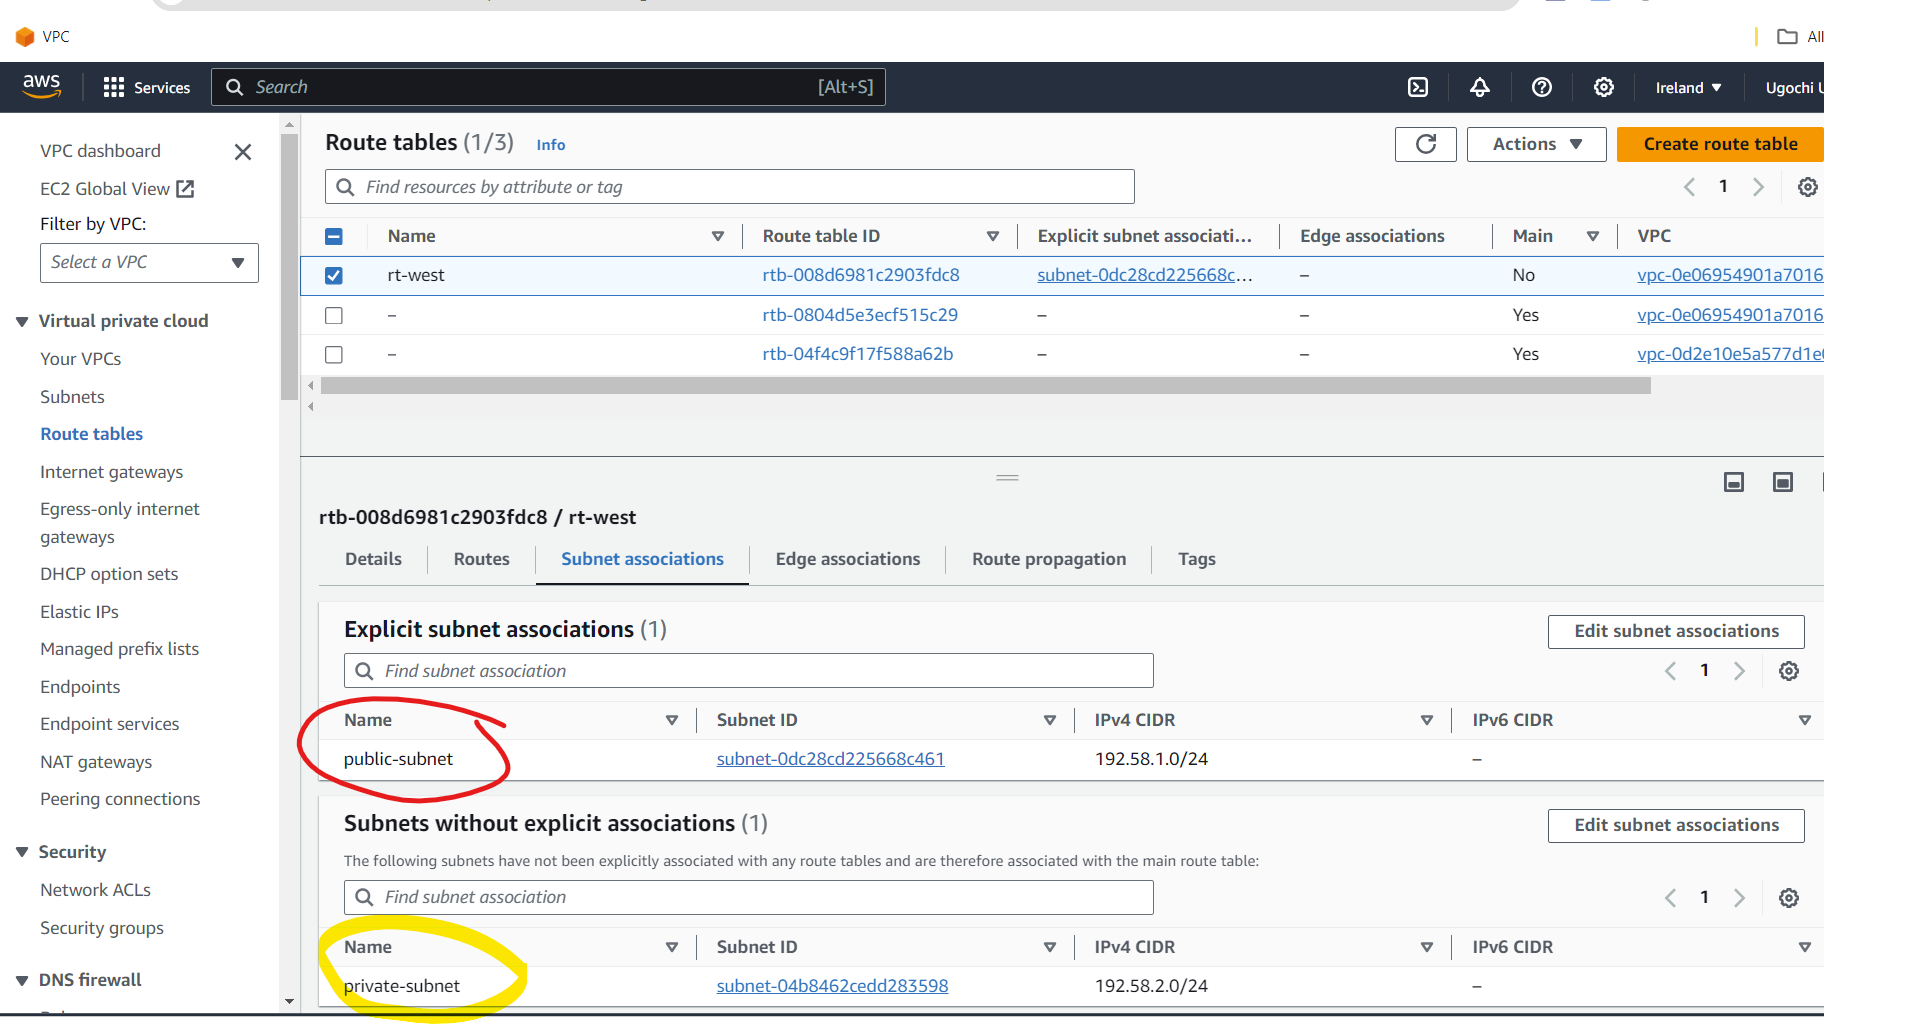 VPC
All
aws
Services
Search
[Alt+S]
Ireland
Ugochi U
VPC dashboard
EC2 Global View
Filter by VPC:
Select a VPC
Virtual private cloud
Your VPCs
Subnets
Route tables
Internet gateways
Egress-only internet
gateways
DHCP option sets
Elastic IPs
Managed prefix lists
Endpoints
Endpoint services
NAT gateways
Peering connections
Security
Network ACLs
Security groups
DNS firewall
Route tables (1/3) Info
Actions
Create route table
Find resources by attribute or tag
1
Name Route table ID Explicit subnet associati... Edge associations Main VPC
rt-west rtb-008d6981c2903fdc8 subnet-0dc28cd225668c... – No vpc-0e06954901a7016
– rtb-0804d5e3ecf515c29 – – Yes vpc-0e06954901a7016
– rtb-04f4c9f17f588a62b – – Yes vpc-0d2e10e5a577d1e
rtb-008d6981c2903fdc8 / rt-west
Details Routes Subnet associations Edge associations Route propagation Tags
Explicit subnet associations (1)
Edit subnet associations
Find subnet association
1
Name Subnet ID IPv4 CIDR IPv6 CIDR
public-subnet subnet-0dc28cd225668c461 192.58.1.0/24 –
Subnets without explicit associations (1)
Edit subnet associations
The following subnets have not been explicitly associated with any route tables and are therefore associated with the main route table:
Find subnet association
1
Name Subnet ID IPv4 CIDR IPv6 CIDR
private-subnet subnet-04b8462cedd283598 192.58.2.0/24 –